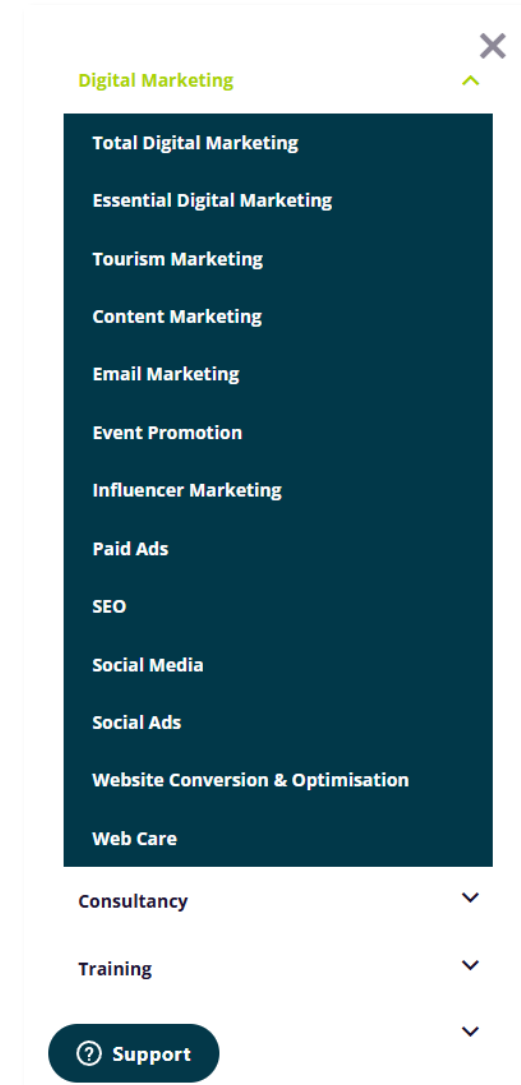 Digital Marketing
Total Digital Marketing
Essential Digital Marketing
Tourism Marketing
Content Marketing
Email Marketing
Event Promotion
Influencer Marketing
Paid Ads
SEO
Social Media
Social Ads
Website Conversion & Optimisation
Web Care
Consultancy
Training
Support